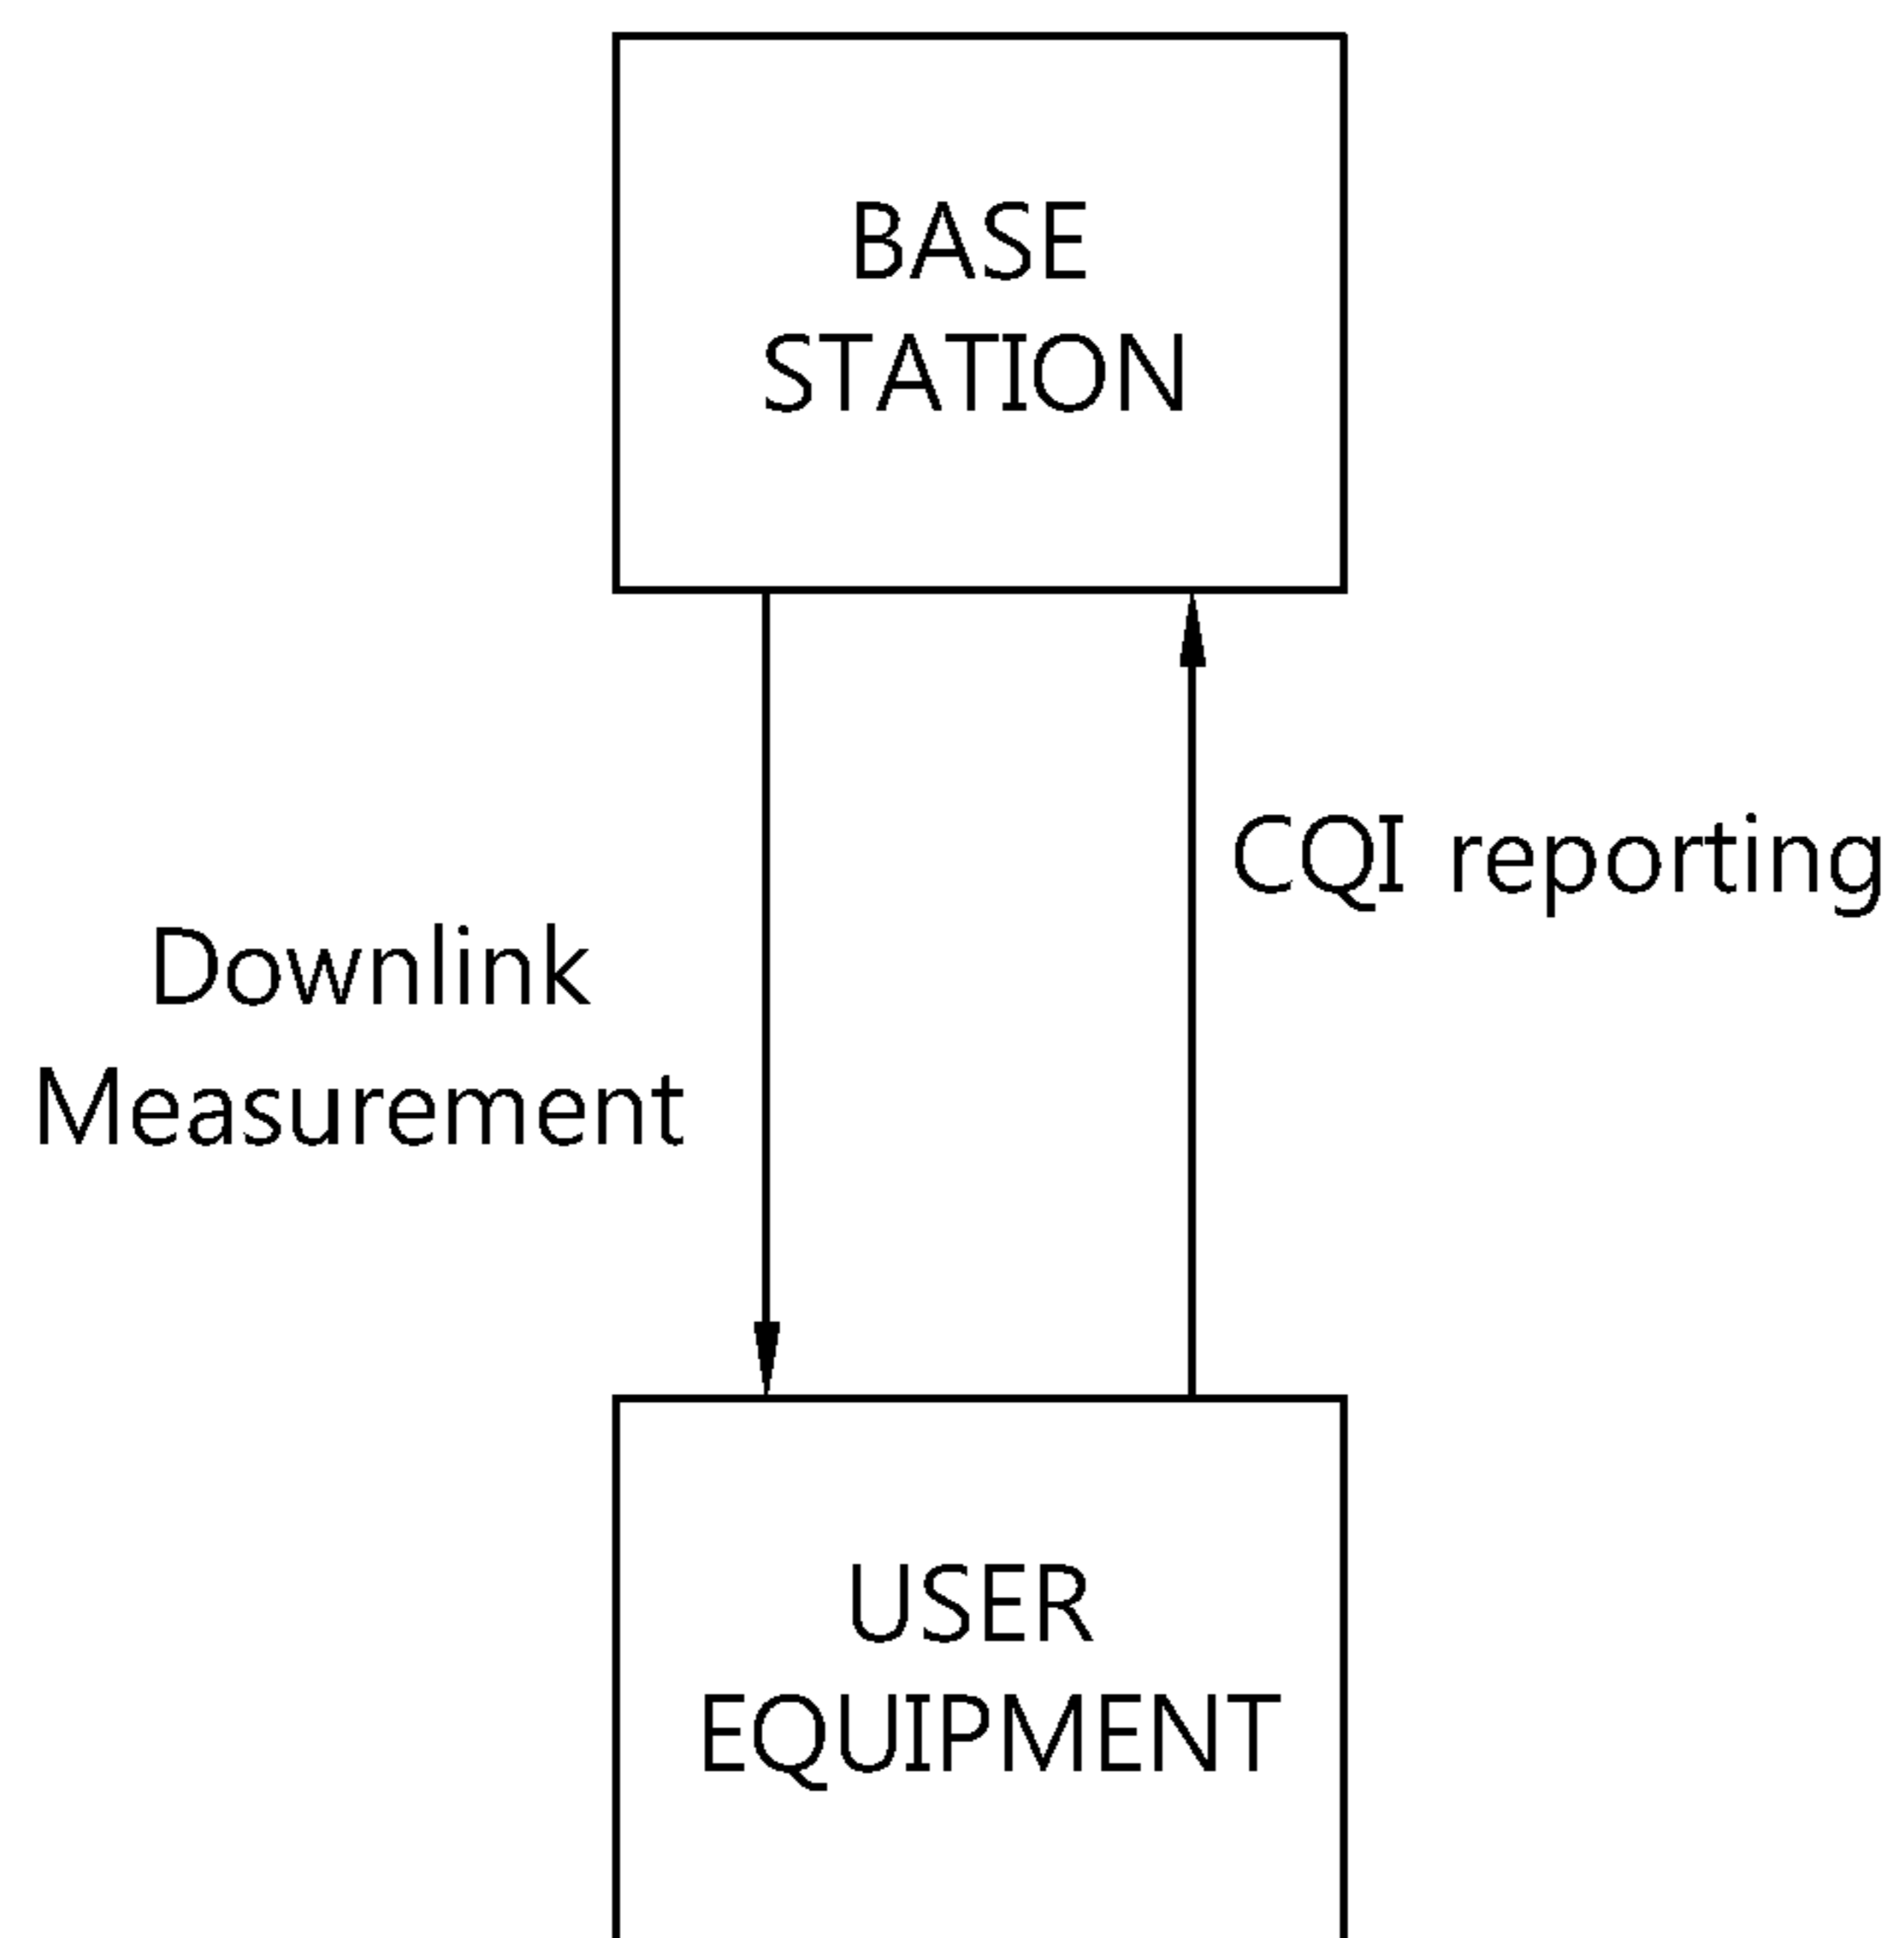 BASE
STATION
CQI reporting
Downlink
Measurement
USER
EQUIPMENT